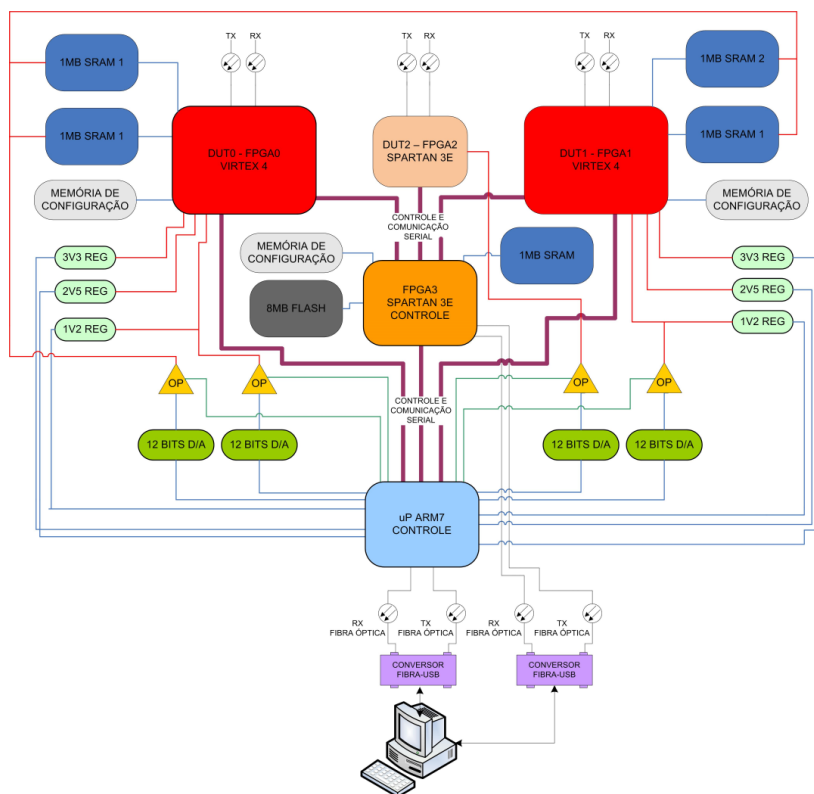 TX
RX
TX
RX
TX
RX
1MB SRAM 1
1MB SRAM 2
1MB SRAM 1
1MB SRAM 1
DUT0 - FPGA0
VIRTEX 4
DUT2 – FPGA2
SPARTAN 3E
DUT1 - FPGA1
VIRTEX 4
MEMÓRIA DE
CONFIGURAÇÃO
MEMÓRIA DE
CONFIGURAÇÃO
CONTROLE E
COMUNICAÇÃO
SERIAL
MEMÓRIA DE
CONFIGURAÇÃO
1MB SRAM
3V3 REG
3V3 REG
2V5 REG
2V5 REG
8MB FLASH
FPGA3
SPARTAN 3E
CONTROLE
1V2 REG
1V2 REG
OP
OP
OP
OP
CONTROLE E
COMUNICAÇÃO
SERIAL
12 BITS D/A
12 BITS D/A
12 BITS D/A
12 BITS D/A
uP ARM7
CONTROLE
RX
FIBRA ÓPTICA
TX
FIBRA ÓPTICA
RX
FIBRA ÓPTICA
TX
FIBRA ÓPTICA
CONVERSOR
FIBRA-USB
CONVERSOR
FIBRA-USB